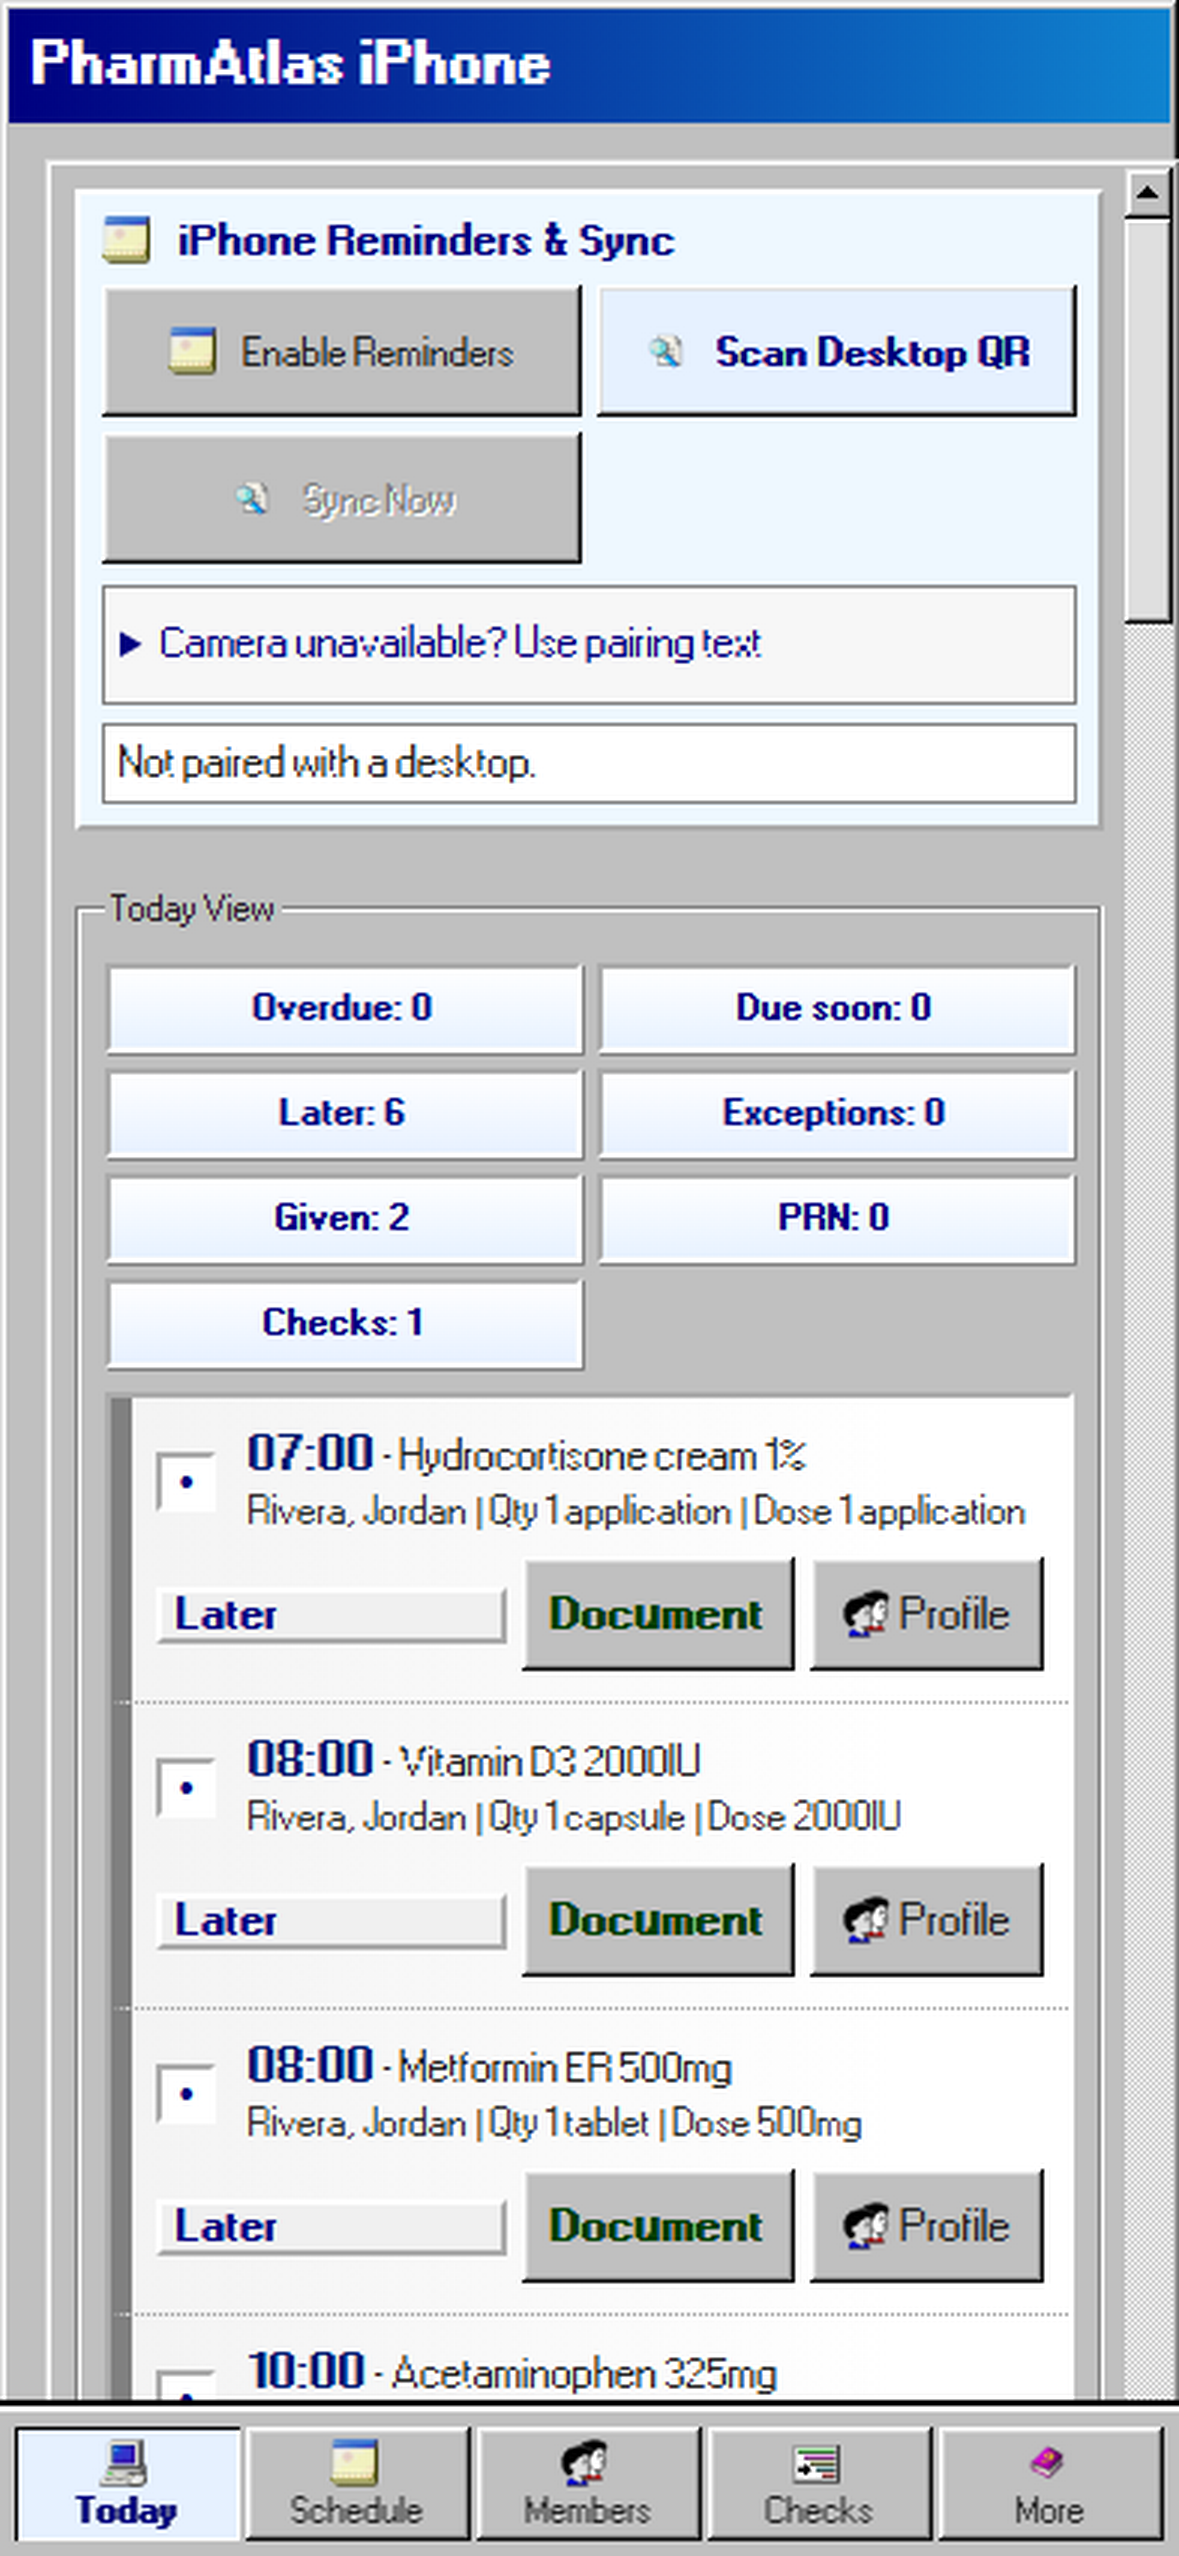 PharmAtlas iPhone
iPhone Reminders & Sync
Enable Reminders
Scan Desktop QR
Sync Now
▶ Camera unavailable? Use pairing text
Not paired with a desktop.
Today View
Overdue: 0
Due soon: 0
Later: 6
Exceptions: 0
Given: 2
PRN: 0
Checks: 1
07:00 - Hydrocortisone cream 1%
Rivera, Jordan | Qty 1 application | Dose 1 application
Later
Document
Profile
08:00 - Vitamin D3 2000IU
Rivera, Jordan | Qty 1 capsule | Dose 2000IU
Later
Document
Profile
08:00 - Metformin ER 500mg
Rivera, Jordan | Qty 1 tablet | Dose 500mg
Later
Document
Profile
10:00 - Acetaminophen 325mg
Today
Schedule
Members
Checks
More